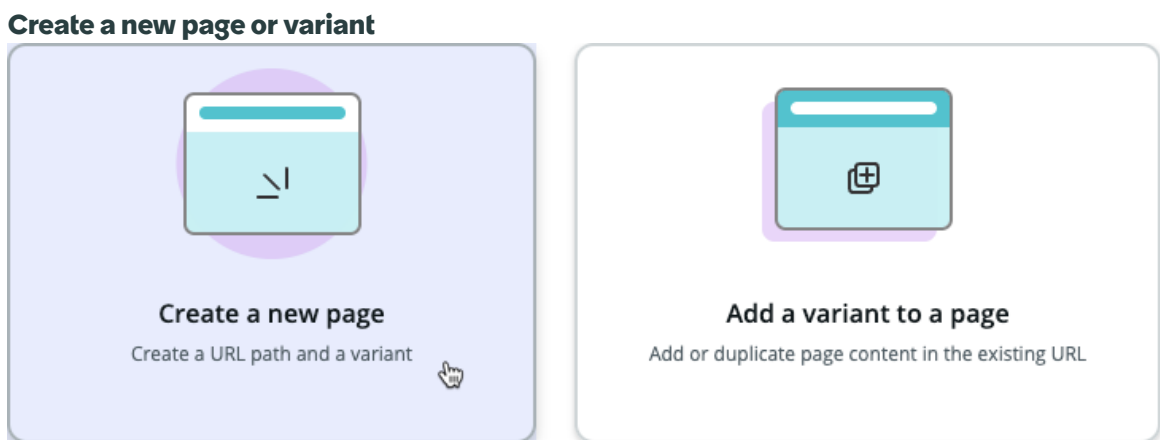 Create a new page or variant
Create a new page
Create a URL path and a variant
Add a variant to a page
Add or duplicate page content in the existing URL